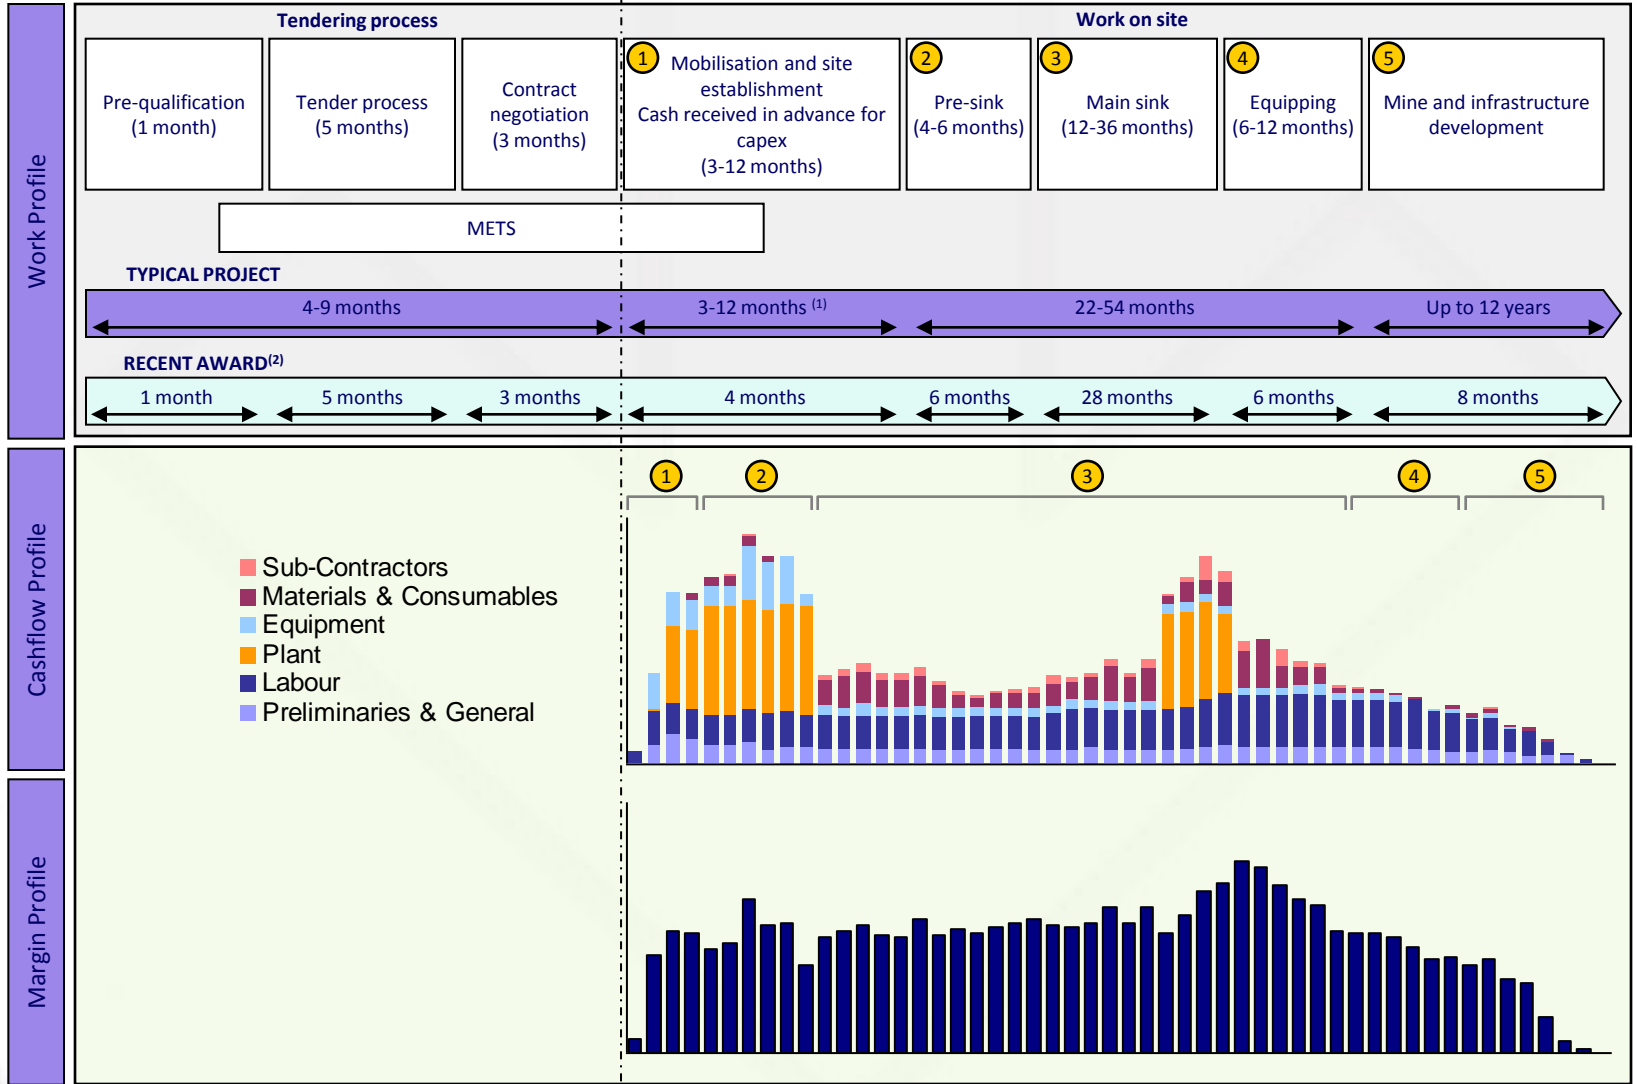 Work Profile
Tendering process
Work on site
Pre-qualification
(1 month)
Tender process
(5 months)
Contract
negotiation
(3 months)
1
Mobilisation and site
establishment
Cash received in advance for
capex
(3-12 months)
2
Pre-sink
(4-6 months)
3
Main sink
(12-36 months)
4
Equipping
(6-12 months)
5
Mine and infrastructure
development
METS
TYPICAL PROJECT
4-9 months
3-12 months (1)
22-54 months
Up to 12 years
RECENT AWARD(2)
1 month
5 months
3 months
4 months
6 months
28 months
6 months
8 months
Cashflow Profile
1
2
3
4
5
Sub-Contractors
Materials & Consumables
Equipment
Plant
Labour
Preliminaries & General
Margin Profile